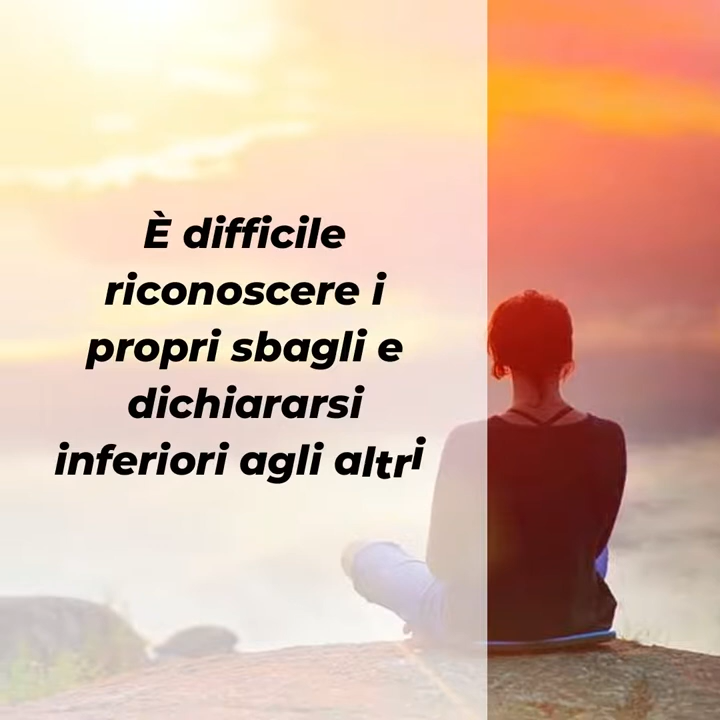 È difficile
riconoscere i
propri sbagli e
dichiararsi
inferiori agli altri